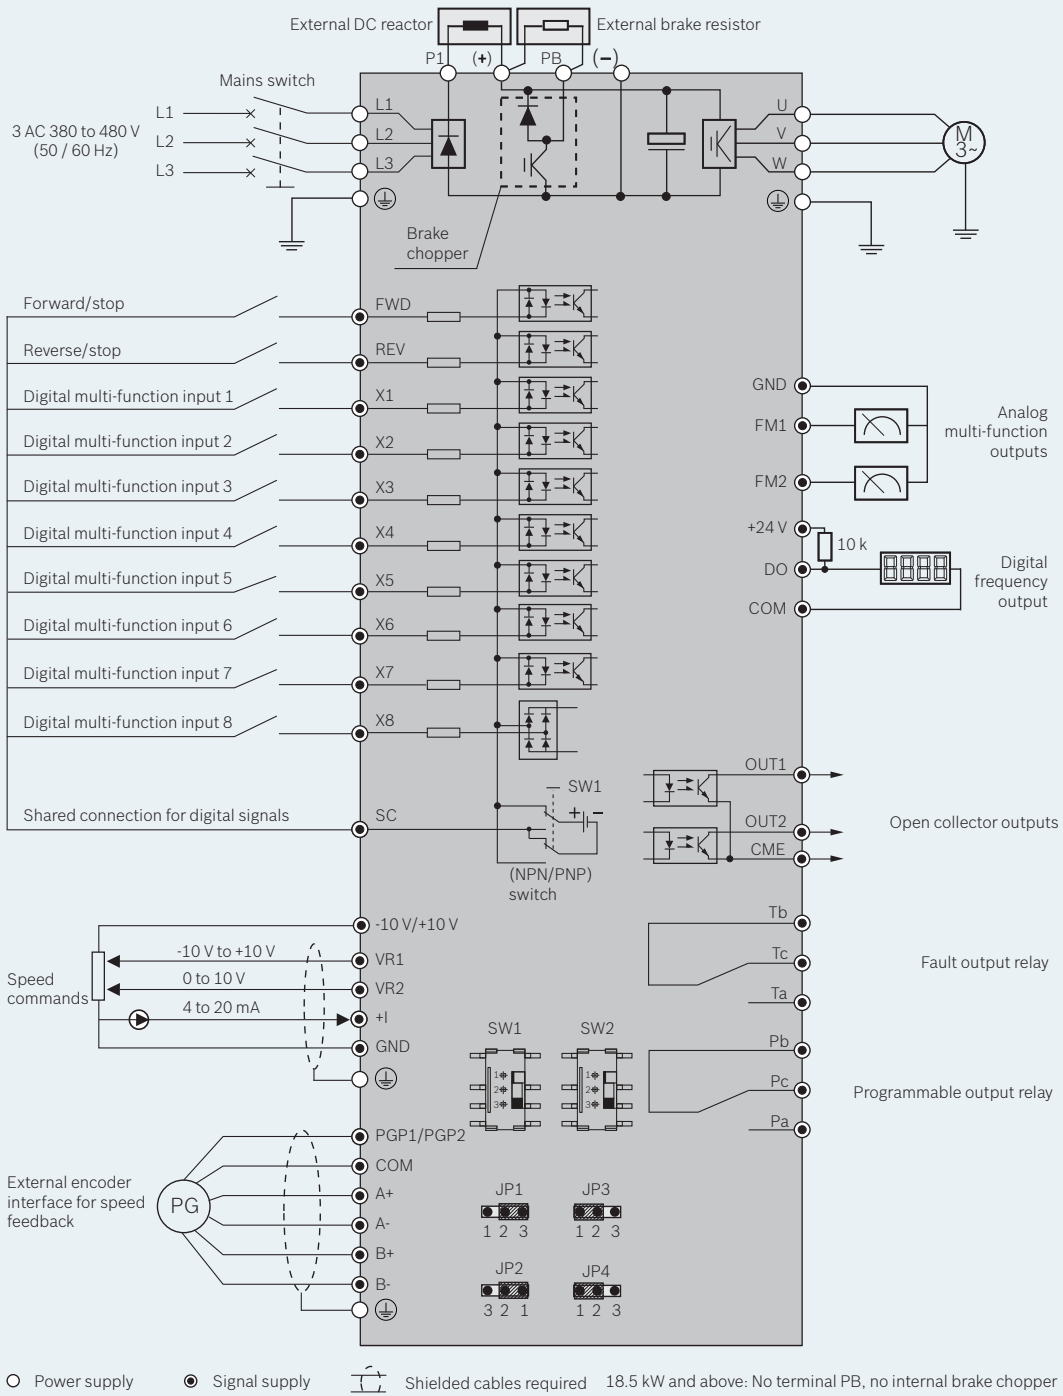 External DC reactor
External brake resistor
P1 (+) PB (−)
Mains switch
L1
L2
L3
3 AC 380 to 480 V
(50 / 60 Hz)
L1
L2
L3
U
V
W
M
3~
Brake
chopper
Forward/stop
FWD
Reverse/stop
REV
Digital multi-function input 1
X1
Digital multi-function input 2
X2
Digital multi-function input 3
X3
Digital multi-function input 4
X4
Digital multi-function input 5
X5
Digital multi-function input 6
X6
Digital multi-function input 7
X7
Digital multi-function input 8
X8
Shared connection for digital signals
SC
SW1
+ −
(NPN/PNP)
switch
GND
FM1
FM2
Analog
multi-function
outputs
+24 V
10 k
DO
COM
Digital
frequency
output
OUT1
OUT2
CME
Open collector outputs
Tb
Tc
Ta
Fault output relay
Pb
Pc
Pa
Programmable output relay
Speed
commands
-10 V/+10 V
-10 V to +10 V
VR1
0 to 10 V
VR2
4 to 20 mA
+I
GND
SW1
1
2
3
SW2
1
2
3
External encoder
interface for speed
feedback
PG
PGP1/PGP2
COM
A+
A-
B+
B-
JP1
1 2 3
JP3
1 2 3
JP2
3 2 1
JP4
1 2 3
Power supply
Signal supply
Shielded cables required
18.5 kW and above: No terminal PB, no internal brake chopper